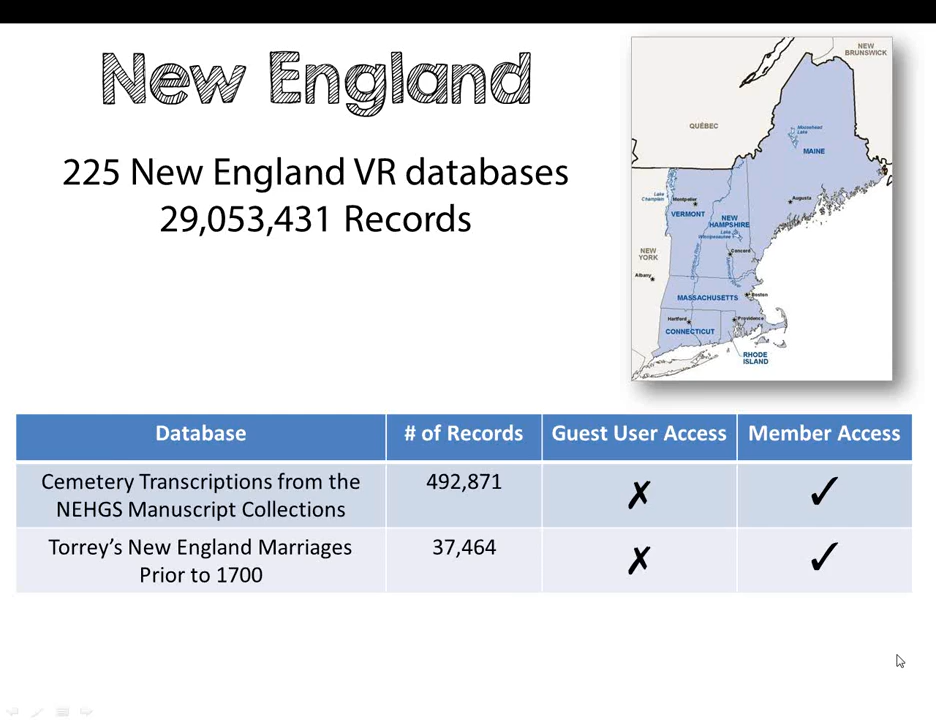 New England
225 New England VR databases
29,053,431 Records
NEW
BRUNSWICK
QUÉBEC
Moosehead
Lake
MAINE
Lake
Champlain
Montpelier
Augusta
VERMONT
NEW
HAMPSHIRE
Lake
Winnipesaukee
NEW
YORK
Concord
Albany
MASSACHUSETTS
Boston
Hartford
Providence
CONNECTICUT
RHODE
ISLAND
Database # of Records Guest User Access Member Access
Cemetery Transcriptions from the 492,871 ✗ ✓
NEHGS Manuscript Collections
Torrey’s New England Marriages 37,464 ✗ ✓
Prior to 1700